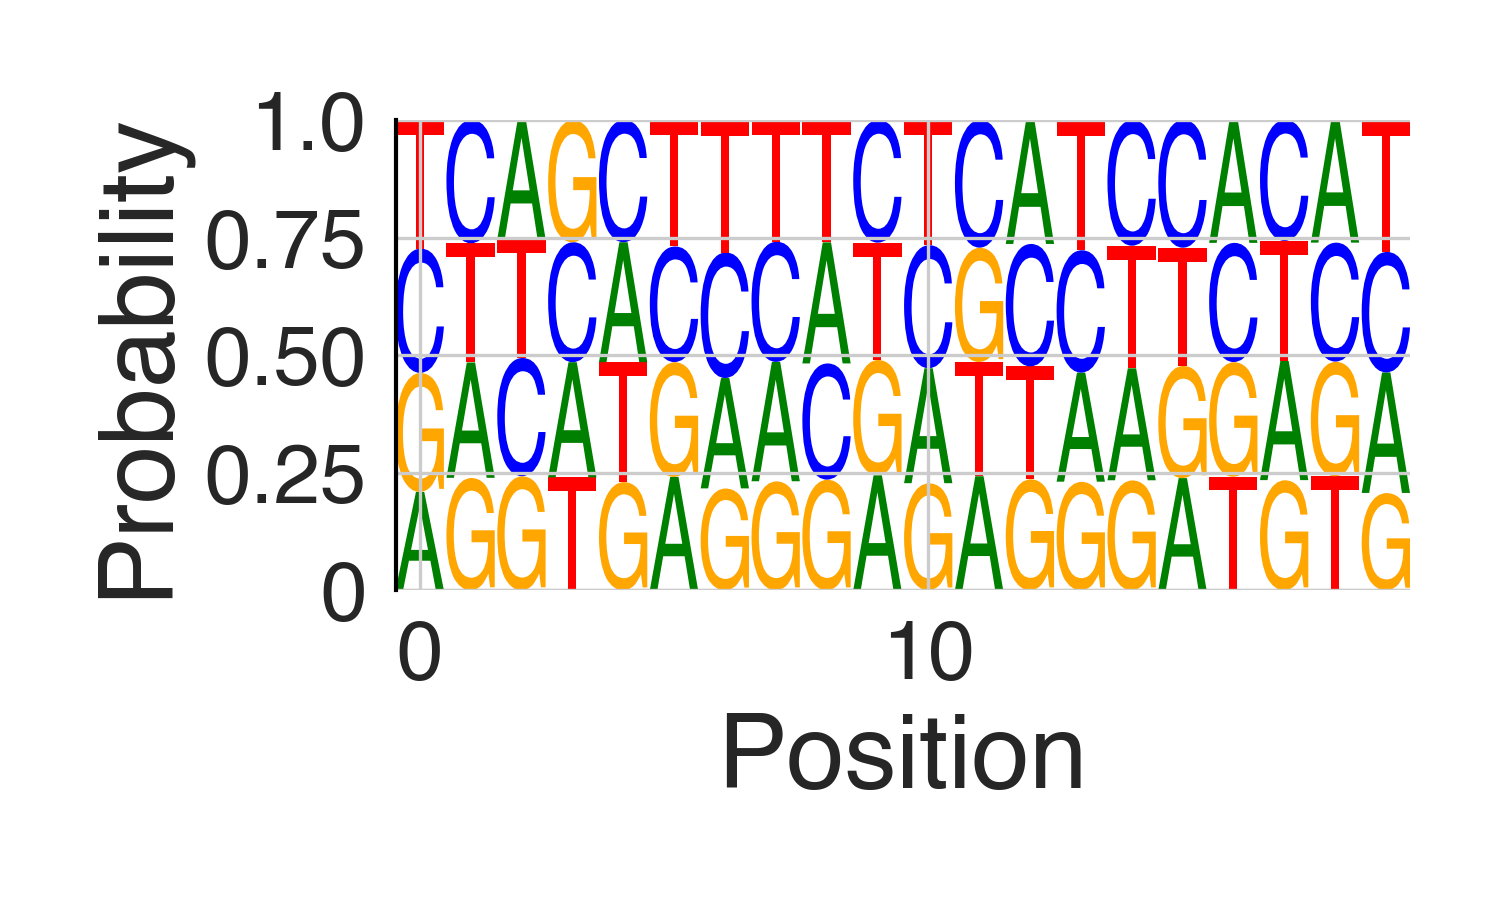 1.0
0.75
0.50
0.25
0
Probability
TCAGCTTTTCTCATCCACAT
CTTCACCCATCGCCTTCTCC
GACATGAACGATTAAGGAGA
AGGTGAGGGAGAGGGATGTG
0 10
Position